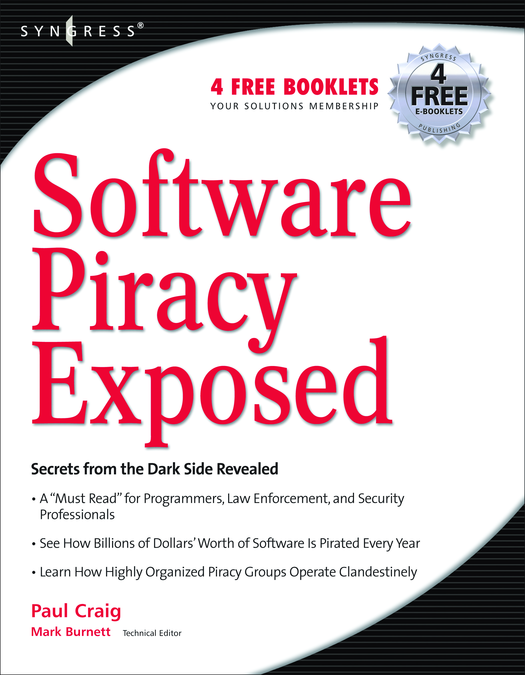 SYNGRESS®
4 FREE BOOKLETS
YOUR SOLUTIONS MEMBERSHIP
SYNGRESS
4
FREE
E-BOOKLETS
PUBLISHING
Software
Piracy
Exposed
Secrets from the Dark Side Revealed
• A “Must Read” for Programmers, Law Enforcement, and Security
Professionals
• See How Billions of Dollars’ Worth of Software Is Pirated Every Year
• Learn How Highly Organized Piracy Groups Operate Clandestinely
Paul Craig
Mark Burnett Technical Editor